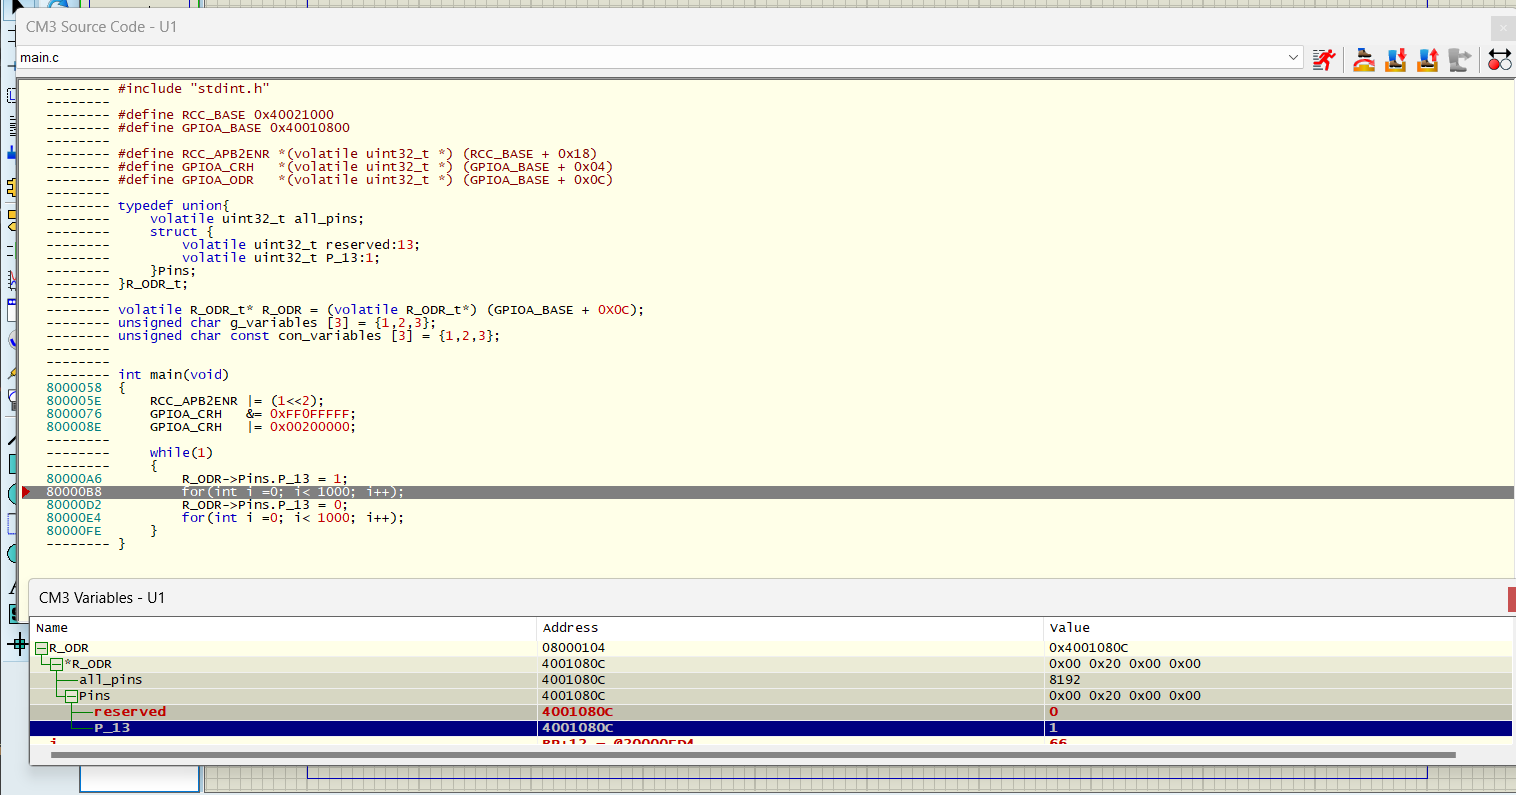 CM3 Source Code - U1
main.c
-------- #include "stdint.h"
--------
-------- #define RCC_BASE 0x40021000
-------- #define GPIOA_BASE 0x40010800
--------
-------- #define RCC_APB2ENR *(volatile uint32_t *) (RCC_BASE + 0x18)
-------- #define GPIOA_CRH   *(volatile uint32_t *) (GPIOA_BASE + 0x04)
-------- #define GPIOA_ODR   *(volatile uint32_t *) (GPIOA_BASE + 0x0C)
--------
-------- typedef union{
--------     volatile uint32_t all_pins;
--------     struct {
--------         volatile uint32_t reserved:13;
--------         volatile uint32_t P_13:1;
--------     }Pins;
-------- }R_ODR_t;
--------
-------- volatile R_ODR_t* R_ODR = (volatile R_ODR_t*) (GPIOA_BASE + 0X0C);
-------- unsigned char g_variables [3] = {1,2,3};
-------- unsigned char const con_variables [3] = {1,2,3};
--------
--------
-------- int main(void)
8000058  {
800005E      RCC_APB2ENR |= (1<<2);
8000076      GPIOA_CRH   &= 0xFF0FFFFF;
800008E      GPIOA_CRH   |= 0x00200000;
--------
--------     while(1)
--------     {
80000A6          R_ODR->Pins.P_13 = 1;
80000B8          for(int i =0; i< 1000; i++);
80000D2          R_ODR->Pins.P_13 = 0;
80000E4          for(int i =0; i< 1000; i++);
80000FE      }
-------- }
CM3 Variables - U1
Name Address Value
R_ODR 08000104 0x4001080C
*R_ODR 4001080C 0x00 0x20 0x00 0x00
all_pins 4001080C 8192
Pins 4001080C 0x00 0x20 0x00 0x00
reserved 4001080C 0
P_13 4001080C 1